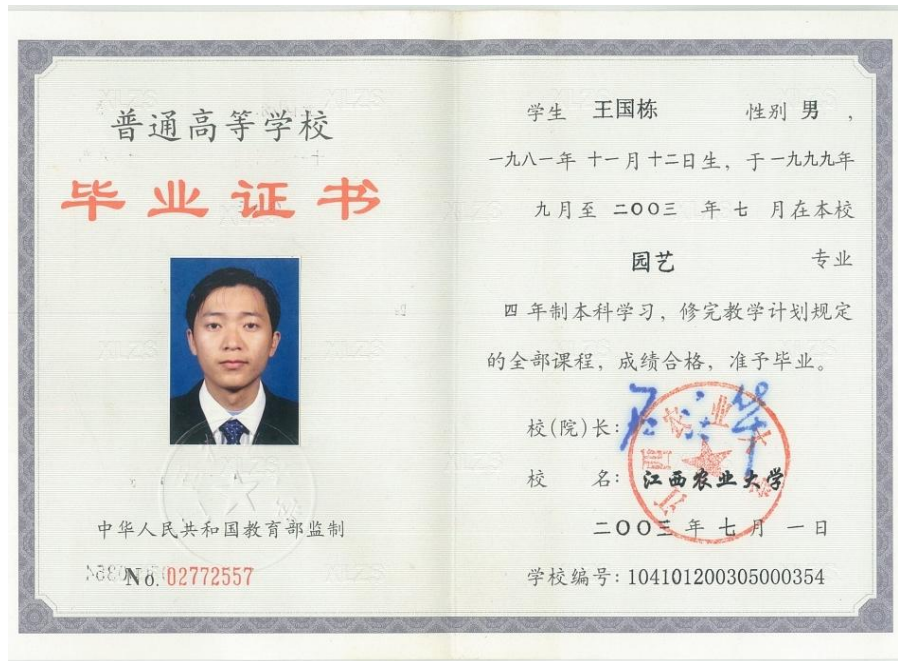 普通高等学校
毕业证书
中华人民共和国教育部监制
No. 02772557
学生 王国栋 性别 男 ,
一九八一年 十一月十二日生, 于一九九九年
九月至 二〇〇三 年 七 月在本校
园艺 专业
四 年制本科学习, 修完教学计划规定
的全部课程, 成绩合格, 准予毕业。
校(院)长:
校 名: 江西农业大学
二〇〇三 年 七 月 一 日
学校编号: 104101200305000354